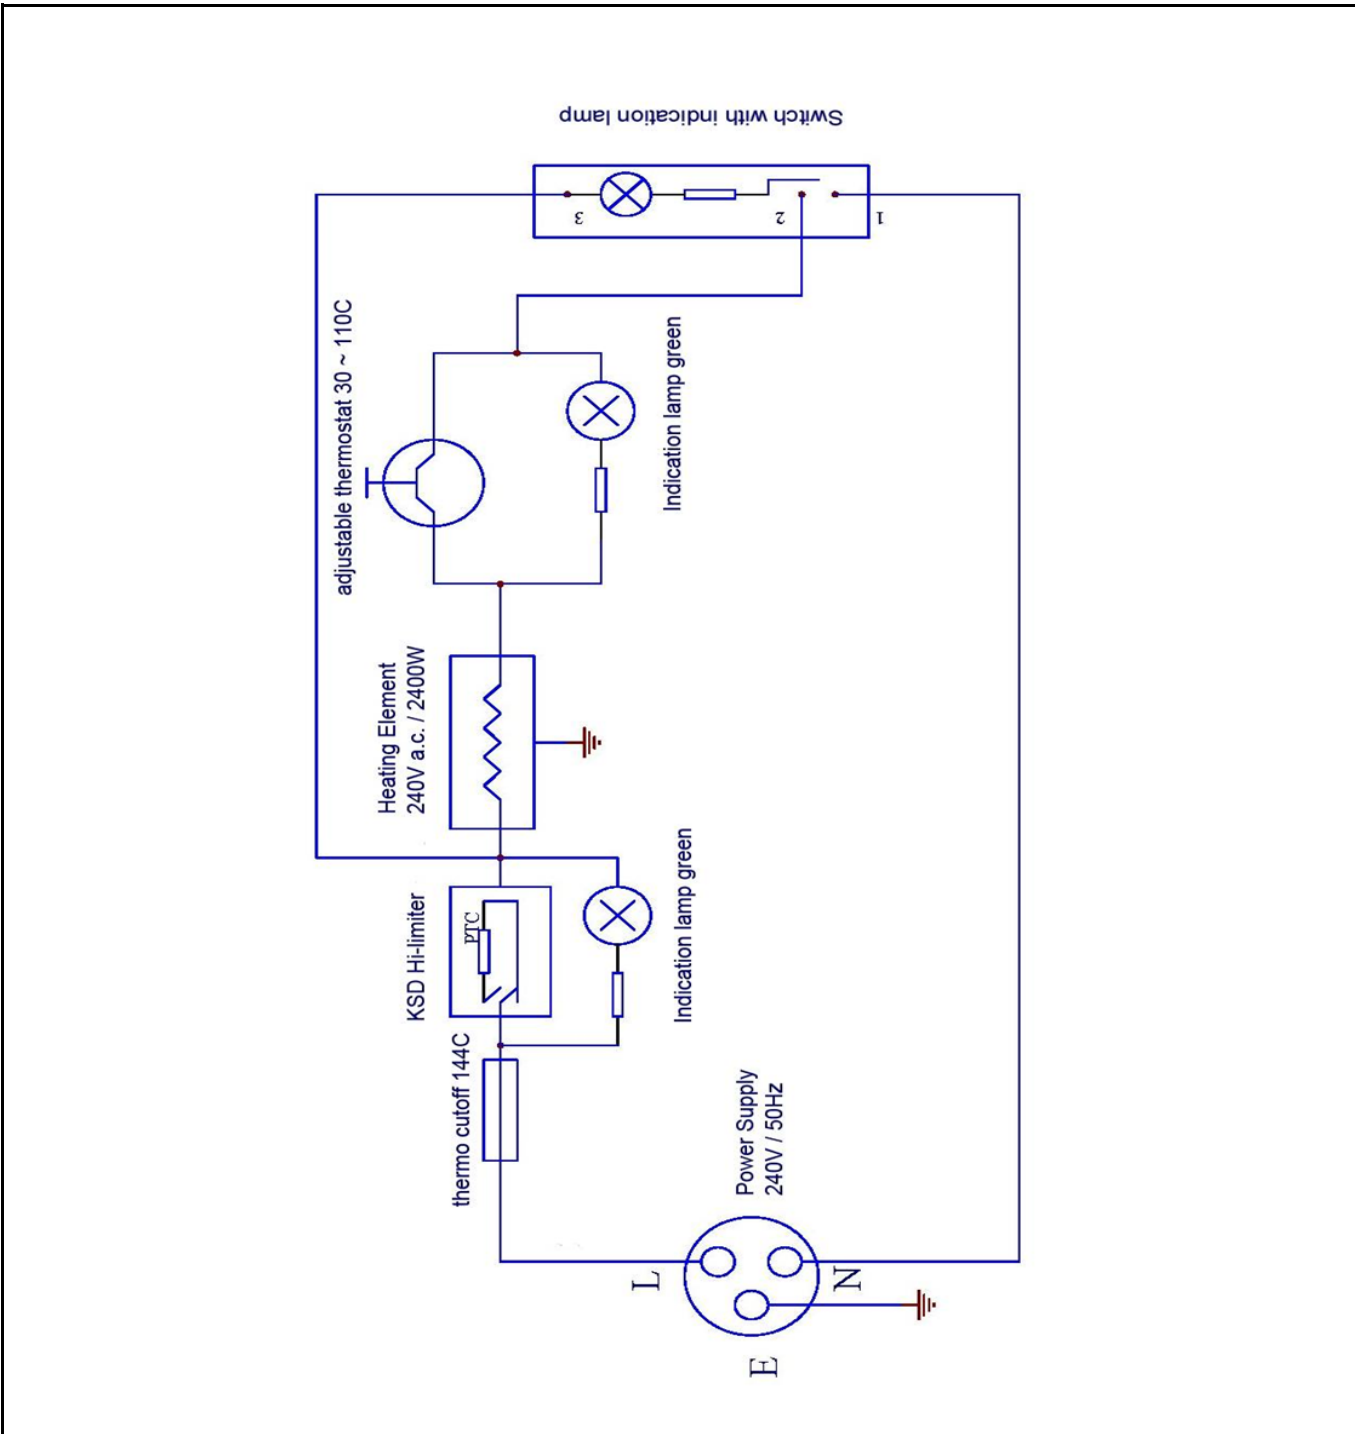 Switch with indication lamp
3
2
1
adjustable thermostat 30 ~ 110C
Indication lamp green
Heating Element
240V a.c. / 2400W
KSD Hi-limiter
PTC
Indication lamp green
thermo cutoff 144C
Power Supply
240V / 50Hz
L
N
E